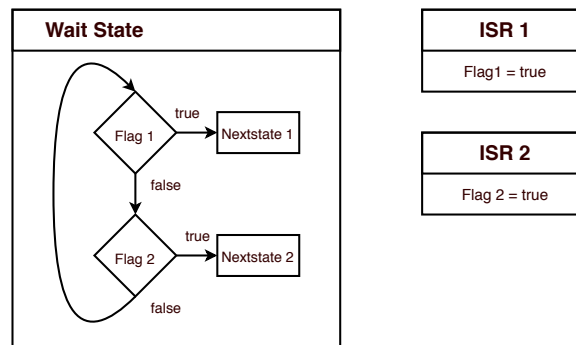 Wait State
Flag 1
true
Nextstate 1
false
Flag 2
true
Nextstate 2
false
ISR 1
Flag1 = true
ISR 2
Flag 2 = true